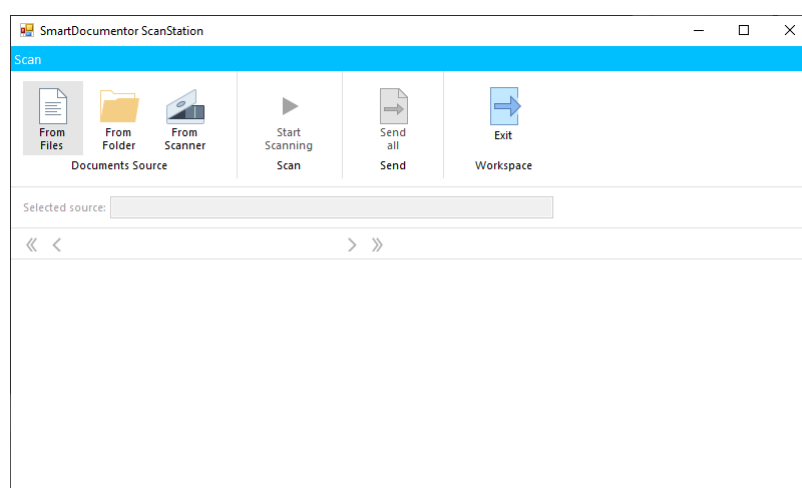 SmartDocumentor ScanStation
Scan
From Files
From Folder
From Scanner
Documents Source
Start Scanning
Scan
Send all
Send
Exit
Workspace
Selected source: